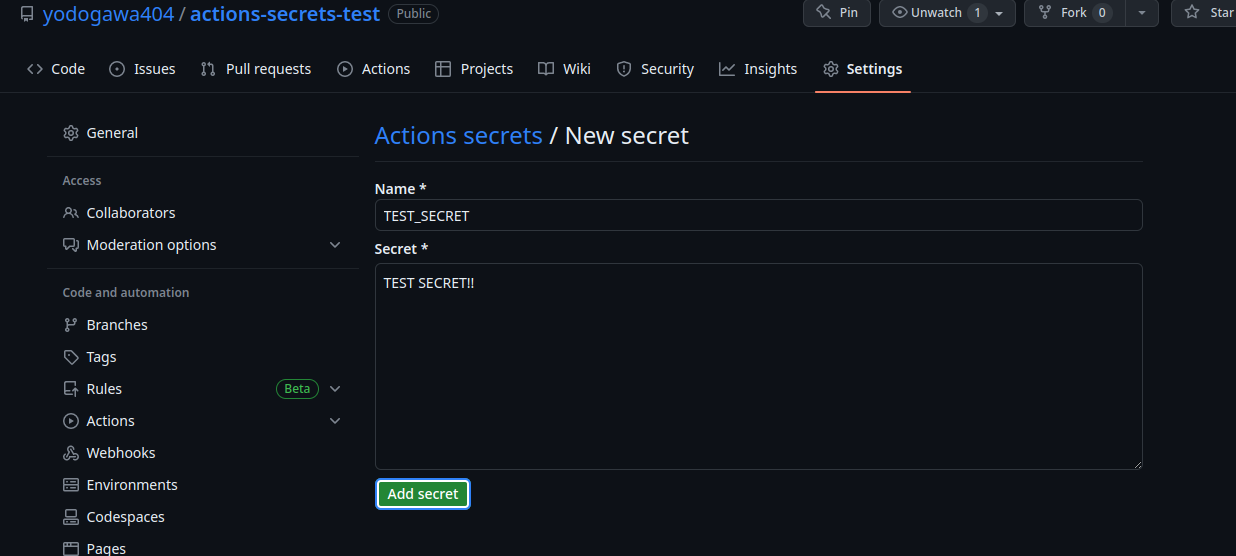 yodogawa404 / actions-secrets-test Public
Pin
Unwatch 1
Fork 0
Star
Code
Issues
Pull requests
Actions
Projects
Wiki
Security
Insights
Settings
General
Access
Collaborators
Moderation options
Code and automation
Branches
Tags
Rules Beta
Actions
Webhooks
Environments
Codespaces
Pages
Actions secrets / New secret
Name *
TEST_SECRET
Secret *
TEST SECRET!!
Add secret